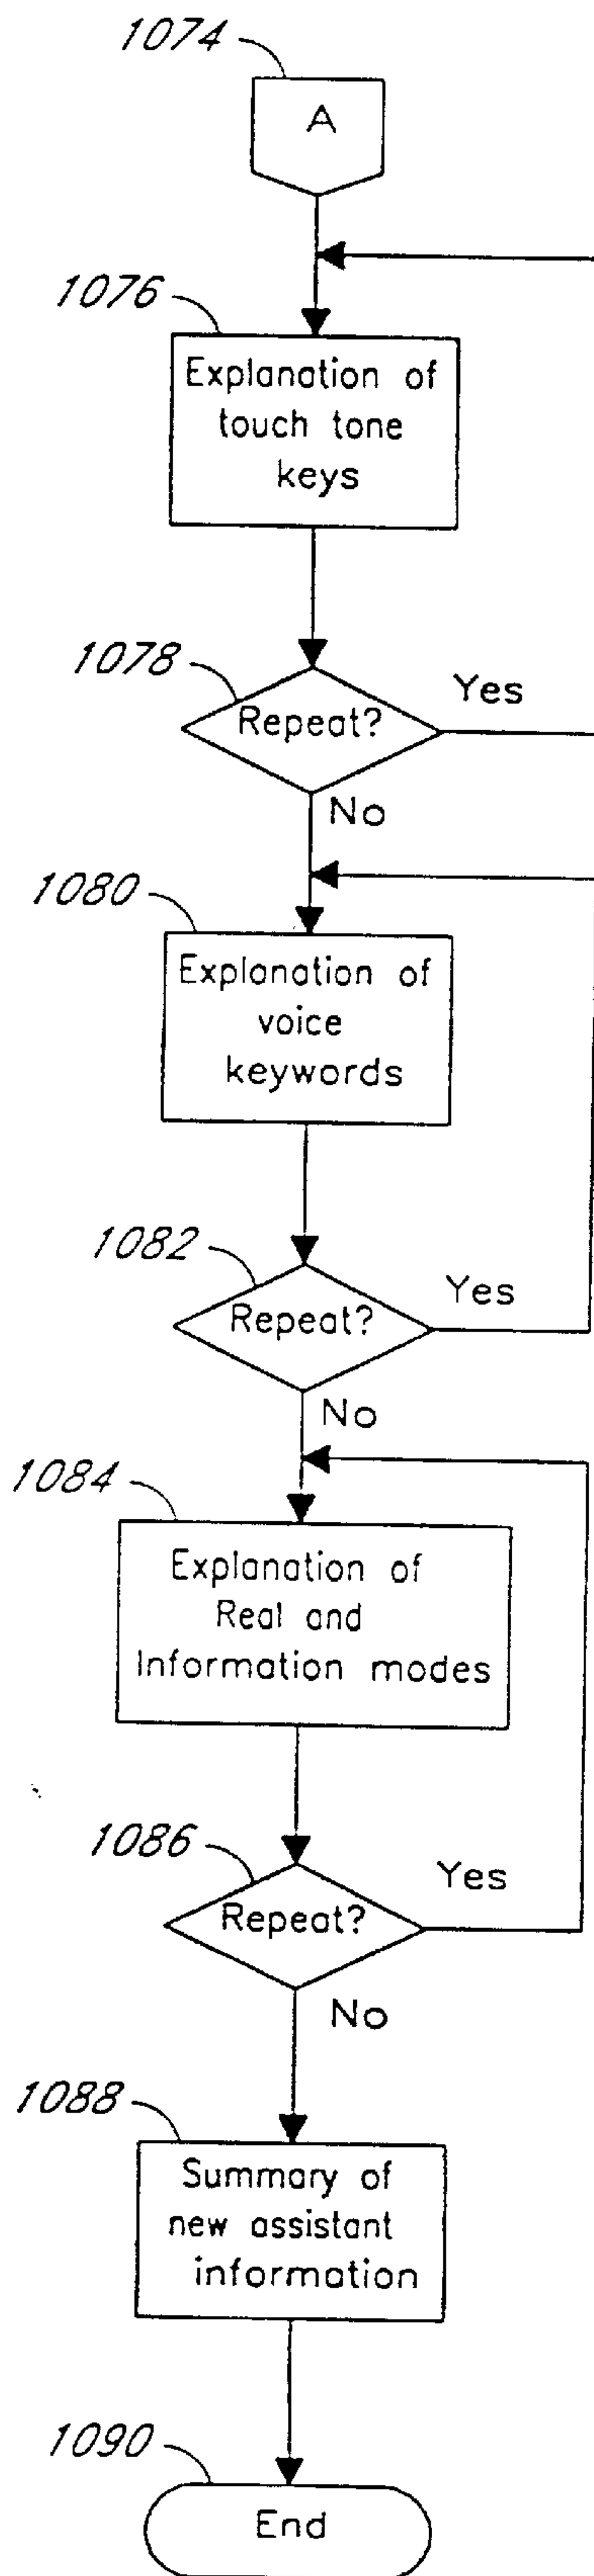 1074
A
1076
Explanation of
touch tone
keys
1078
Repeat?
Yes
No
1080
Explanation of
voice
keywords
1082
Repeat?
Yes
No
1084
Explanation of
Real and
Information modes
1086
Repeat?
Yes
No
1088
Summary of
new assistant
information
1090
End